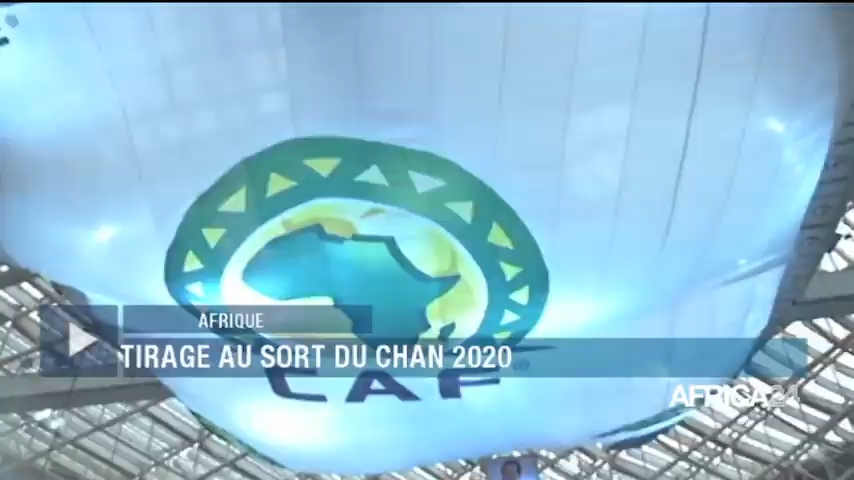 AFRIQUE
TIRAGE AU SORT DU CHAN 2020
CAF
AFRICA24